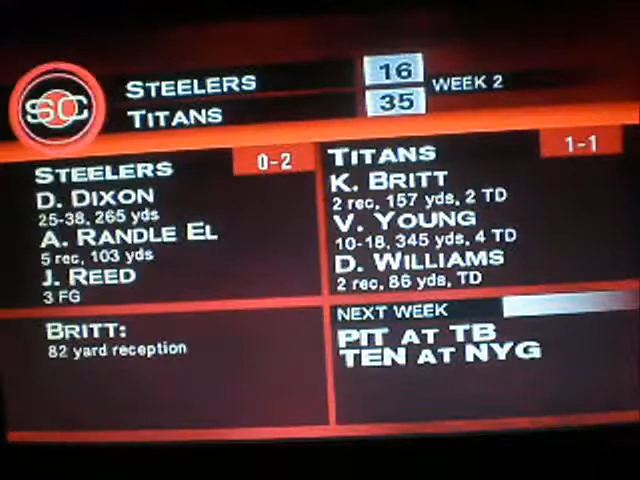 SC
STEELERS 16
TITANS 35
WEEK 2
STEELERS 0-2
D. DIXON
25-38, 265 yds
A. RANDLE EL
5 rec, 103 yds
J. REED
3 FG
TITANS 1-1
K. BRITT
2 rec, 157 yds, 2 TD
V. YOUNG
10-18, 345 yds, 4 TD
D. WILLIAMS
2 rec, 86 yds, TD
BRITT:
82 yard reception
NEXT WEEK
PIT AT TB
TEN AT NYG